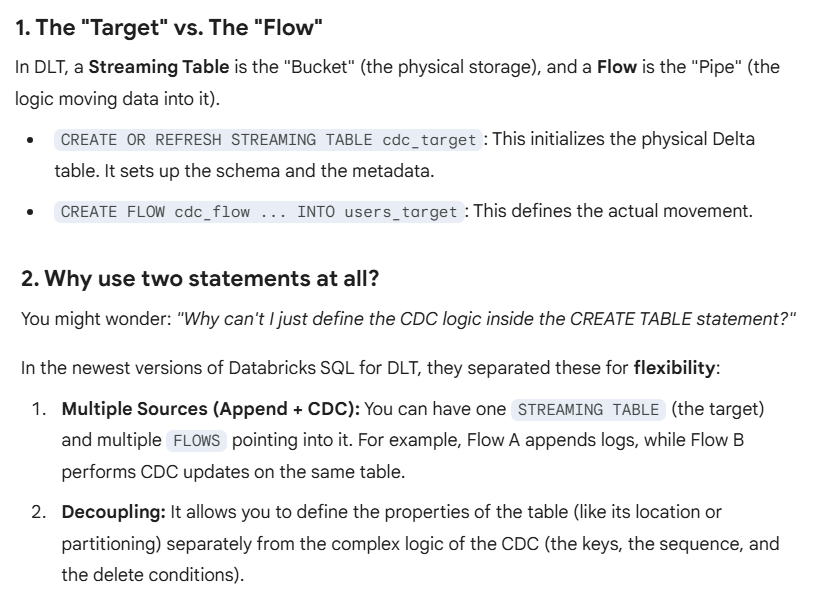 1. The "Target" vs. The "Flow"
In DLT, a Streaming Table is the "Bucket" (the physical storage), and a Flow is the "Pipe" (the
logic moving data into it).
• CREATE OR REFRESH STREAMING TABLE cdc_target : This initializes the physical Delta
table. It sets up the schema and the metadata.
• CREATE FLOW cdc_flow ... INTO users_target : This defines the actual movement.
2. Why use two statements at all?
You might wonder: "Why can't I just define the CDC logic inside the CREATE TABLE statement?"
In the newest versions of Databricks SQL for DLT, they separated these for flexibility:
1. Multiple Sources (Append + CDC): You can have one STREAMING TABLE (the target)
and multiple FLOWS pointing into it. For example, Flow A appends logs, while Flow B
performs CDC updates on the same table.
2. Decoupling: It allows you to define the properties of the table (like its location or
partitioning) separately from the complex logic of the CDC (the keys, the sequence, and
the delete conditions).